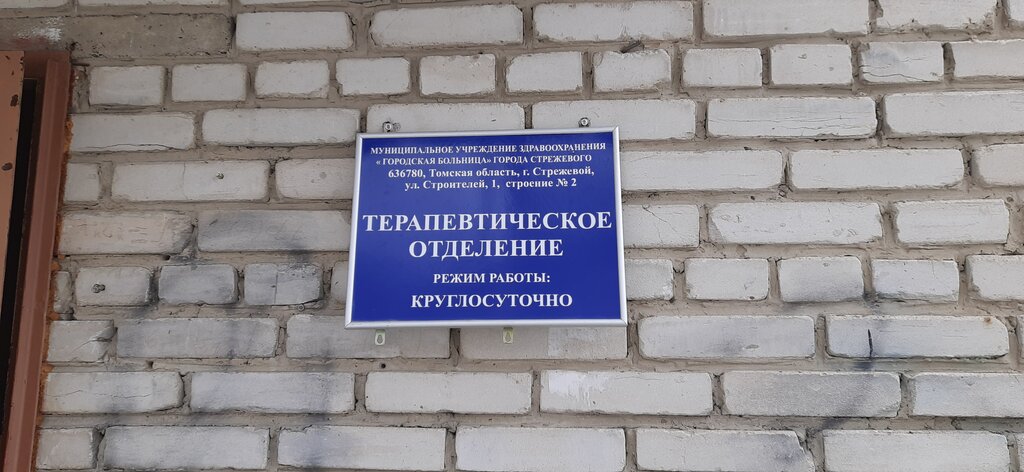 МУНИЦИПАЛЬНОЕ УЧРЕЖДЕНИЕ ЗДРАВООХРАНЕНИЯ
«ГОРОДСКАЯ БОЛЬНИЦА» ГОРОДА СТРЕЖЕВОГО
636780, Томская область, г. Стрежевой,
ул. Строителей, 1, строение № 2
ТЕРАПЕВТИЧЕСКОЕ
ОТДЕЛЕНИЕ
РЕЖИМ РАБОТЫ:
КРУГЛОСУТОЧНО